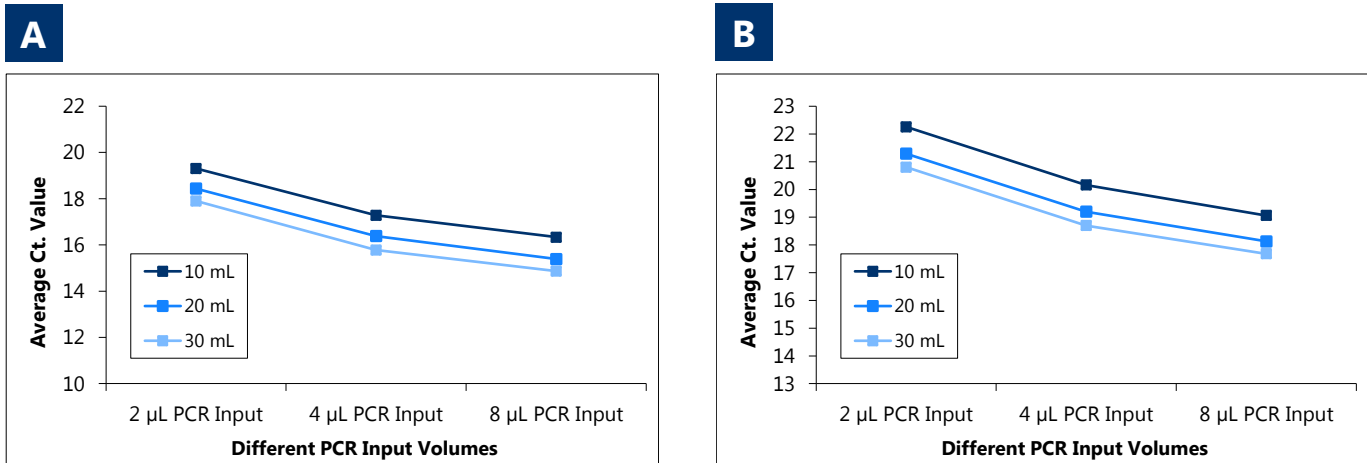 A
22
20
18
16
14
12
10
Average Ct. Value
10 mL
20 mL
30 mL
2 µL PCR Input
4 µL PCR Input
8 µL PCR Input
Different PCR Input Volumes
B
23
22
21
20
19
18
17
16
15
14
13
Average Ct. Value
10 mL
20 mL
30 mL
2 µL PCR Input
4 µL PCR Input
8 µL PCR Input
Different PCR Input Volumes